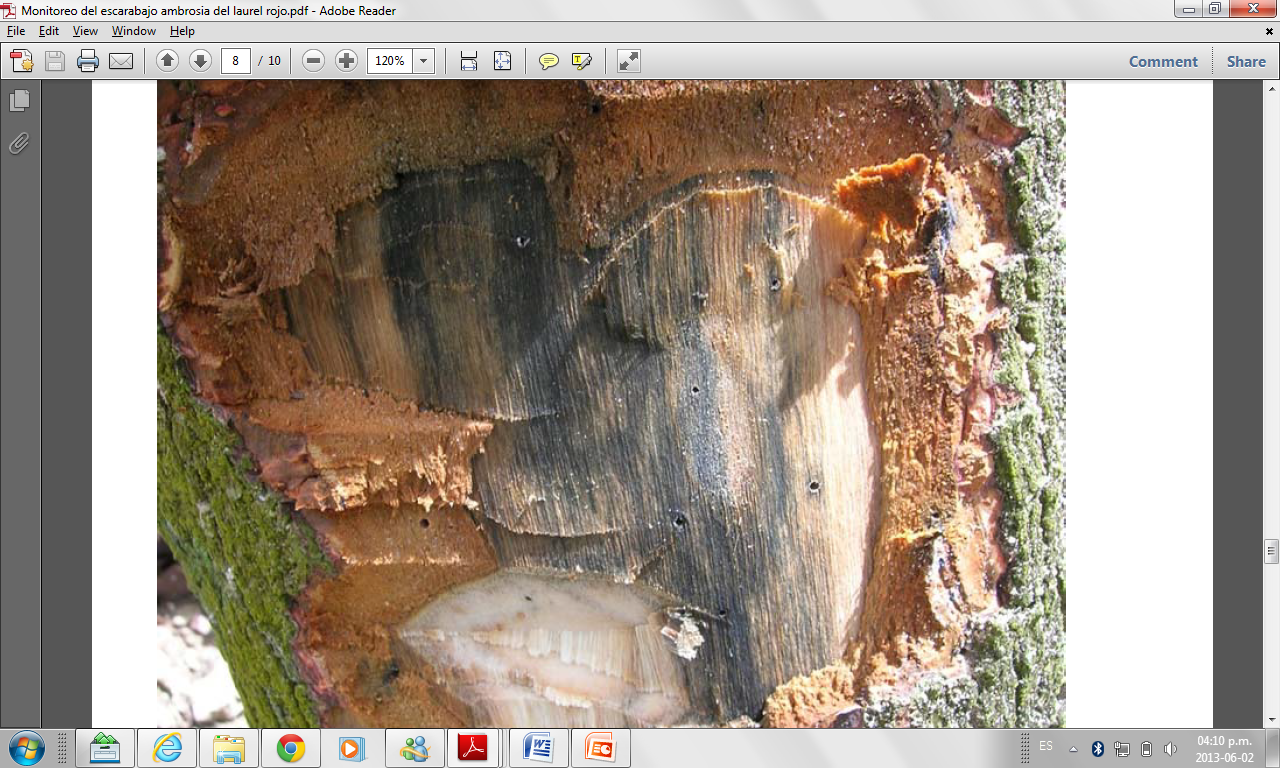 Monitoreo del escarabajo ambrosia del laurel rojo.pdf - Adobe Reader
File Edit View Window Help
8 / 10 120% Comment Share
ES 04:10 p.m.
2013-06-02